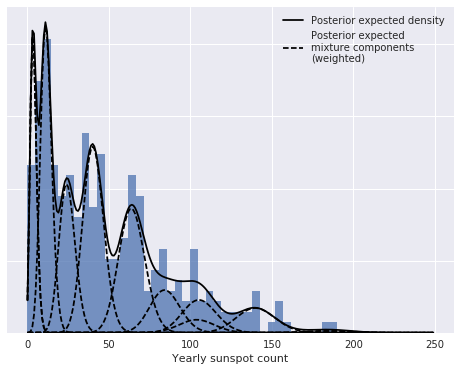 Posterior expected density
Posterior expected
mixture components
(weighted)
0
50
100
150
200
250
Yearly sunspot count